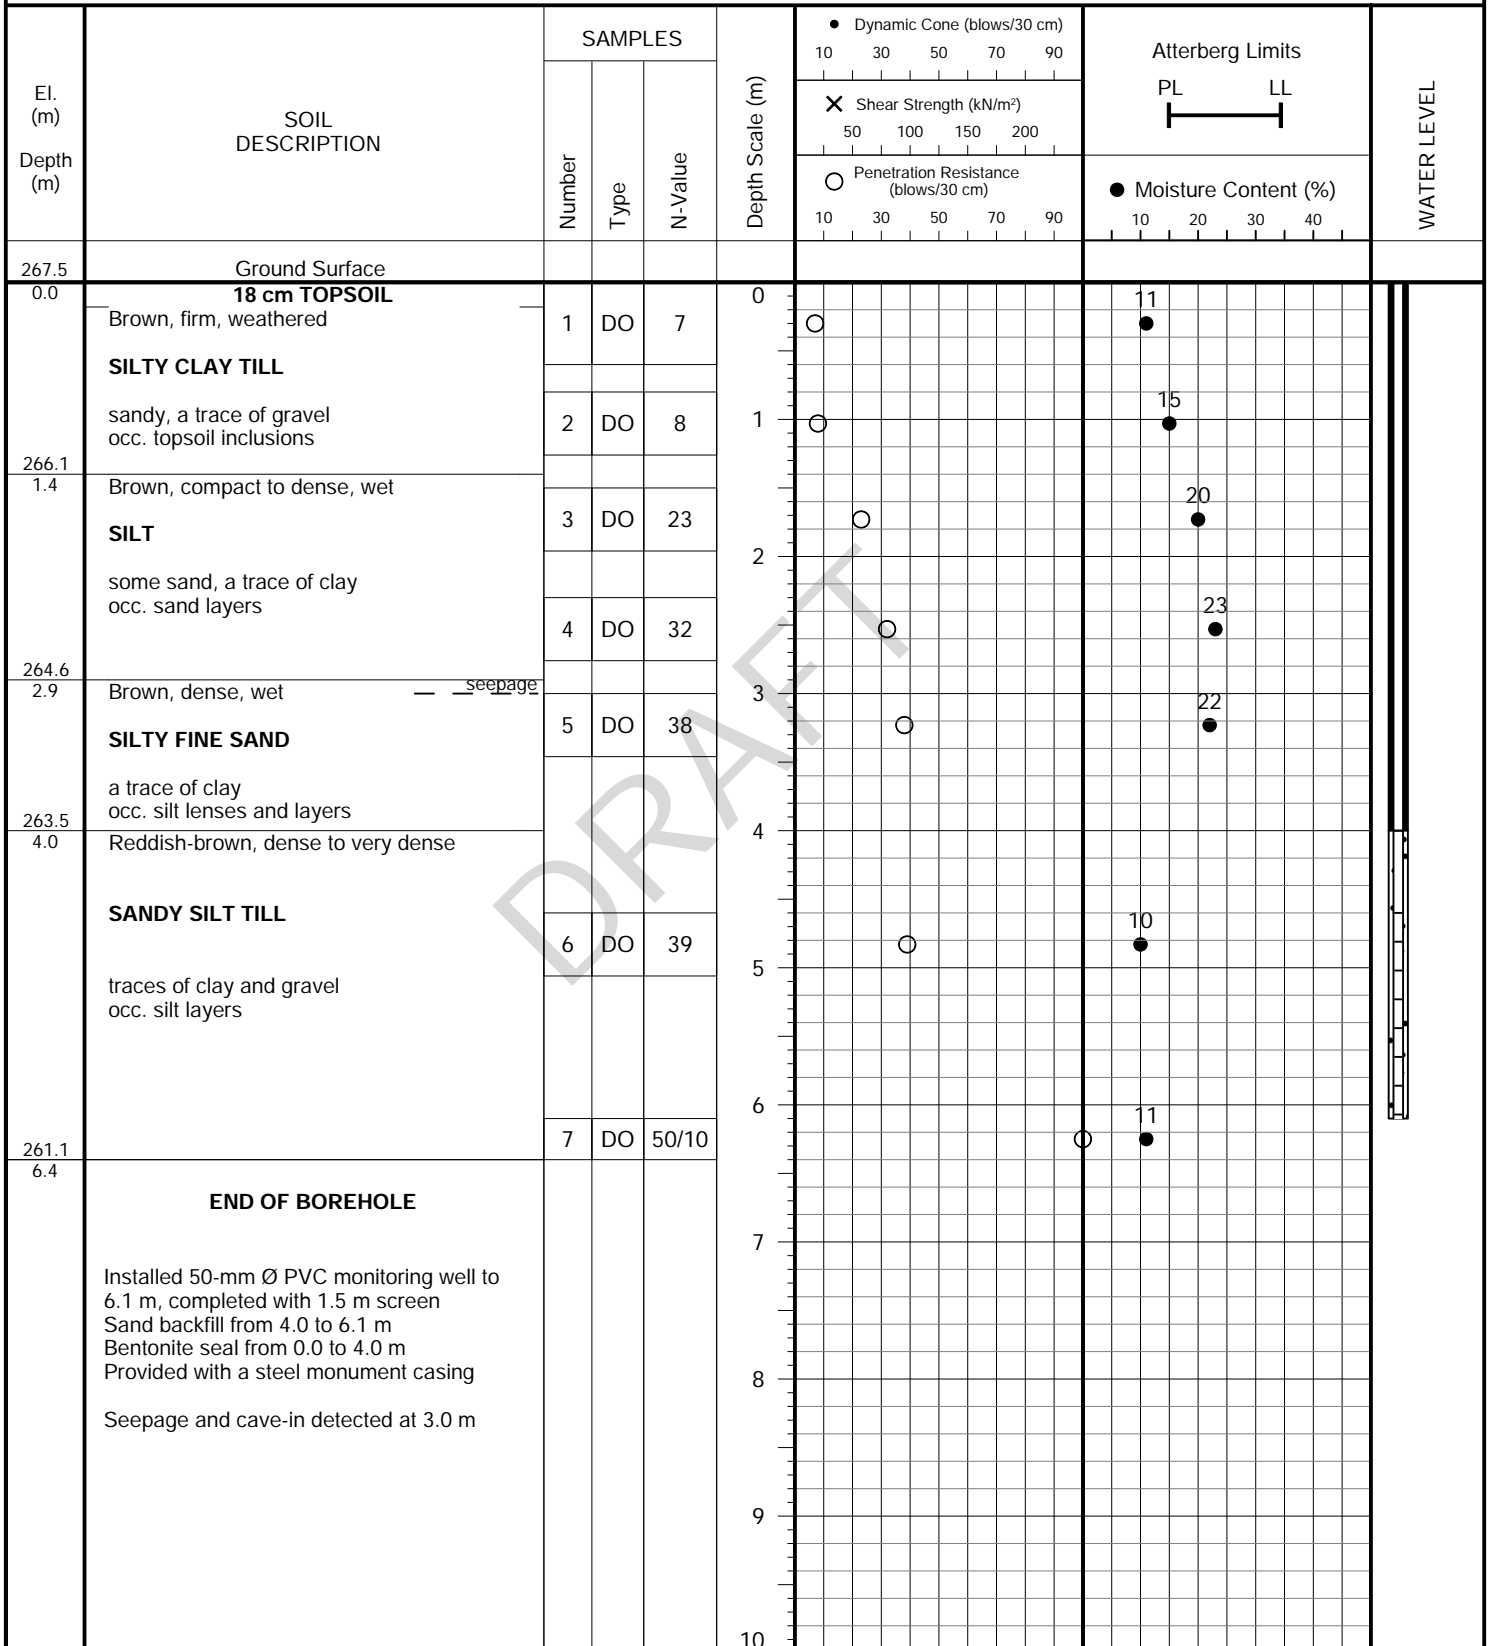 El.
(m)
Depth
(m)
SOIL
DESCRIPTION
SAMPLES
Number
Type
N-Value
Depth Scale (m)
● Dynamic Cone (blows/30 cm)
10 30 50 70 90
✕ Shear Strength (kN/m²)
50 100 150 200
○ Penetration Resistance
(blows/30 cm)
10 30 50 70 90
Atterberg Limits
PL LL
● Moisture Content (%)
10 20 30 40
WATER LEVEL
267.5 Ground Surface
0.0 18 cm TOPSOIL 0 11
Brown, firm, weathered 1 DO 7
SILTY CLAY TILL
15
sandy, a trace of gravel 2 DO 8 1
occ. topsoil inclusions
266.1
1.4 Brown, compact to dense, wet 20
3 DO 23
SILT
2
some sand, a trace of clay
occ. sand layers 23
4 DO 32
264.6
2.9 Brown, dense, wet seepage 3 22
5 DO 38
SILTY FINE SAND
a trace of clay
occ. silt lenses and layers
263.5
4.0 Reddish-brown, dense to very dense 4
SANDY SILT TILL 10
6 DO 39
5
traces of clay and gravel
occ. silt layers
6 11
7 DO 50/10
261.1
6.4
END OF BOREHOLE
7
Installed 50-mm Ø PVC monitoring well to
6.1 m, completed with 1.5 m screen
Sand backfill from 4.0 to 6.1 m
Bentonite seal from 0.0 to 4.0 m
Provided with a steel monument casing
8
Seepage and cave-in detected at 3.0 m
9
10
DRAFT